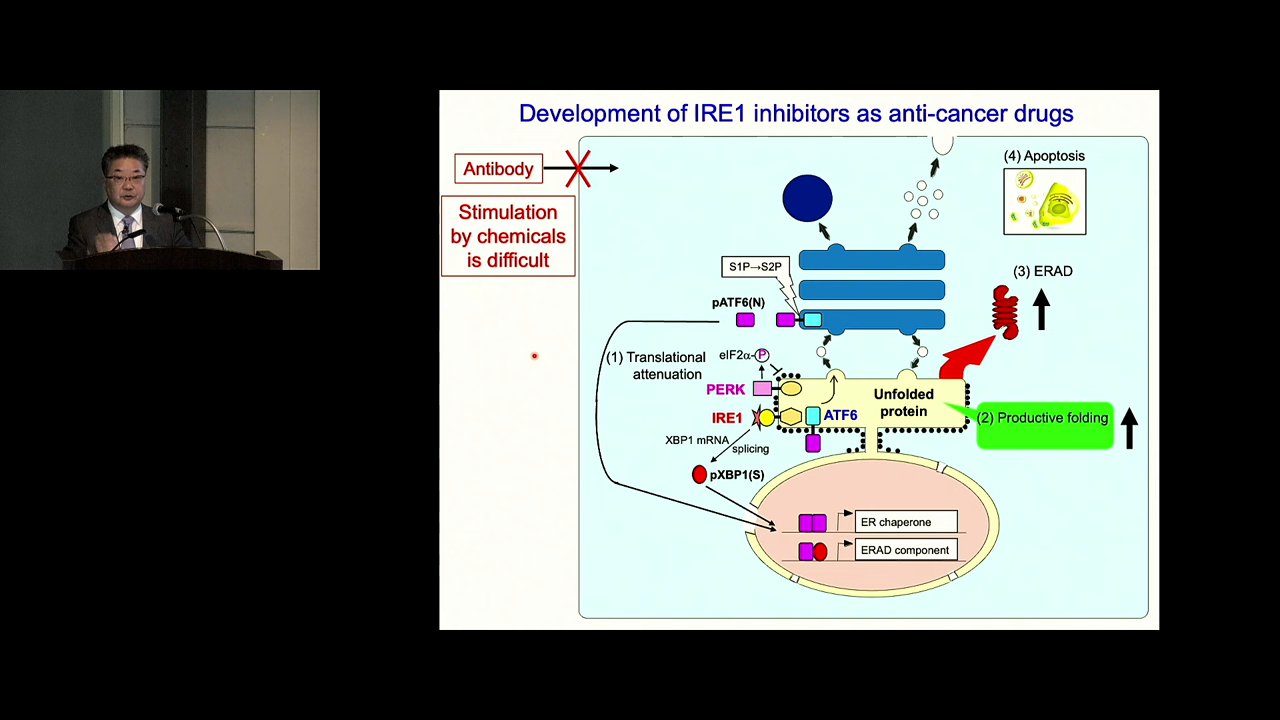 Development of IRE1 inhibitors as anti-cancer drugs
Antibody
Stimulation
by chemicals
is difficult
(4) Apoptosis
S1P→S2P
(3) ERAD
pATF6(N)
(1) Translational
attenuation
eIF2α-P
PERK
Unfolded
protein
IRE1
ATF6
(2) Productive folding
XBP1 mRNA
splicing
pXBP1(S)
ER chaperone
ERAD component